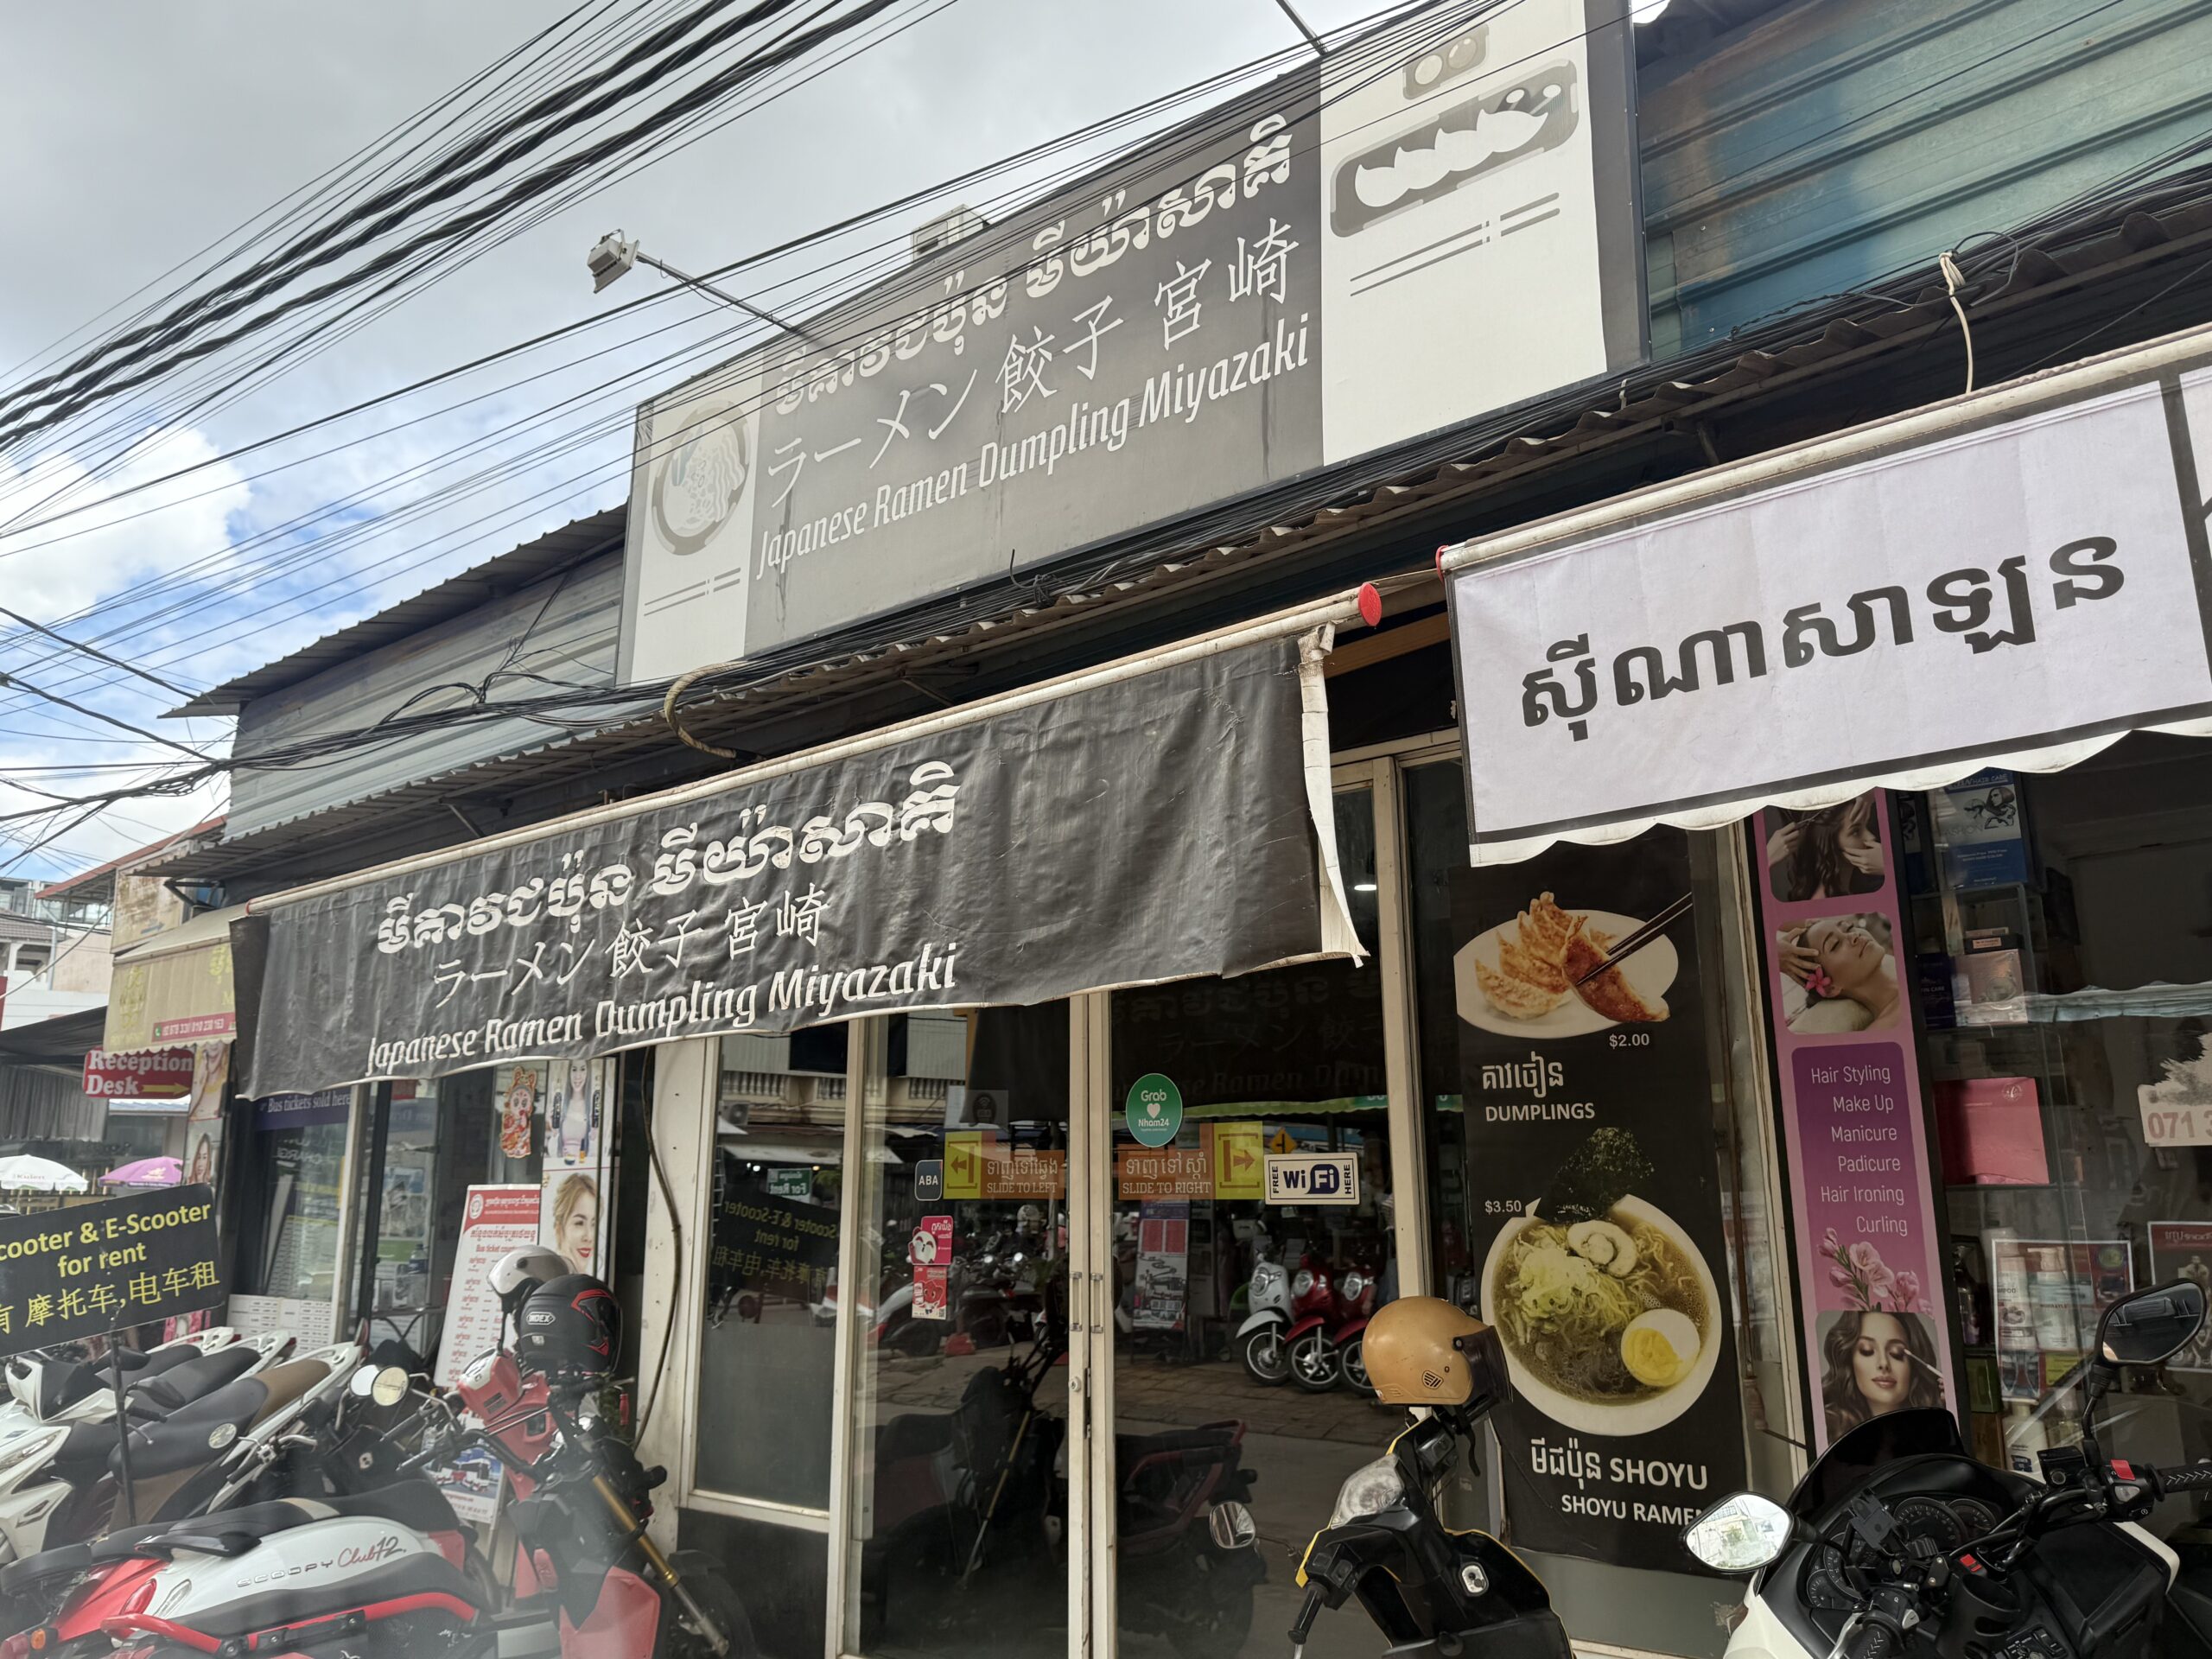 មីគាវជប៉ុន មីយ៉ាសាគិ
ラーメン 餃子 宮崎
Japanese Ramen Dumpling Miyazaki
ស៊ីណាសាឡន
មីគាវជប៉ុន មីយ៉ាសាគិ
ラーメン 餃子 宮崎
Japanese Ramen Dumpling Miyazaki
Reception
Desk
Bus tickets sold here
cooter & E-Scooter
for rent
有 摩托车,电车租
SCOOPY Club12
INDEX
Grab
Nham24
ABA
ទាញទៅឆ្វេង
SLIDE TO LEFT
ទាញទៅស្តាំ
SLIDE TO RIGHT
FREE WiFi HERE
$2.00
គាវចៀន
DUMPLINGS
$3.50
មីជប៉ុន SHOYU
SHOYU RAMEN
Hair Styling
Make Up
Manicure
Padicure
Hair Ironing
Curling
071